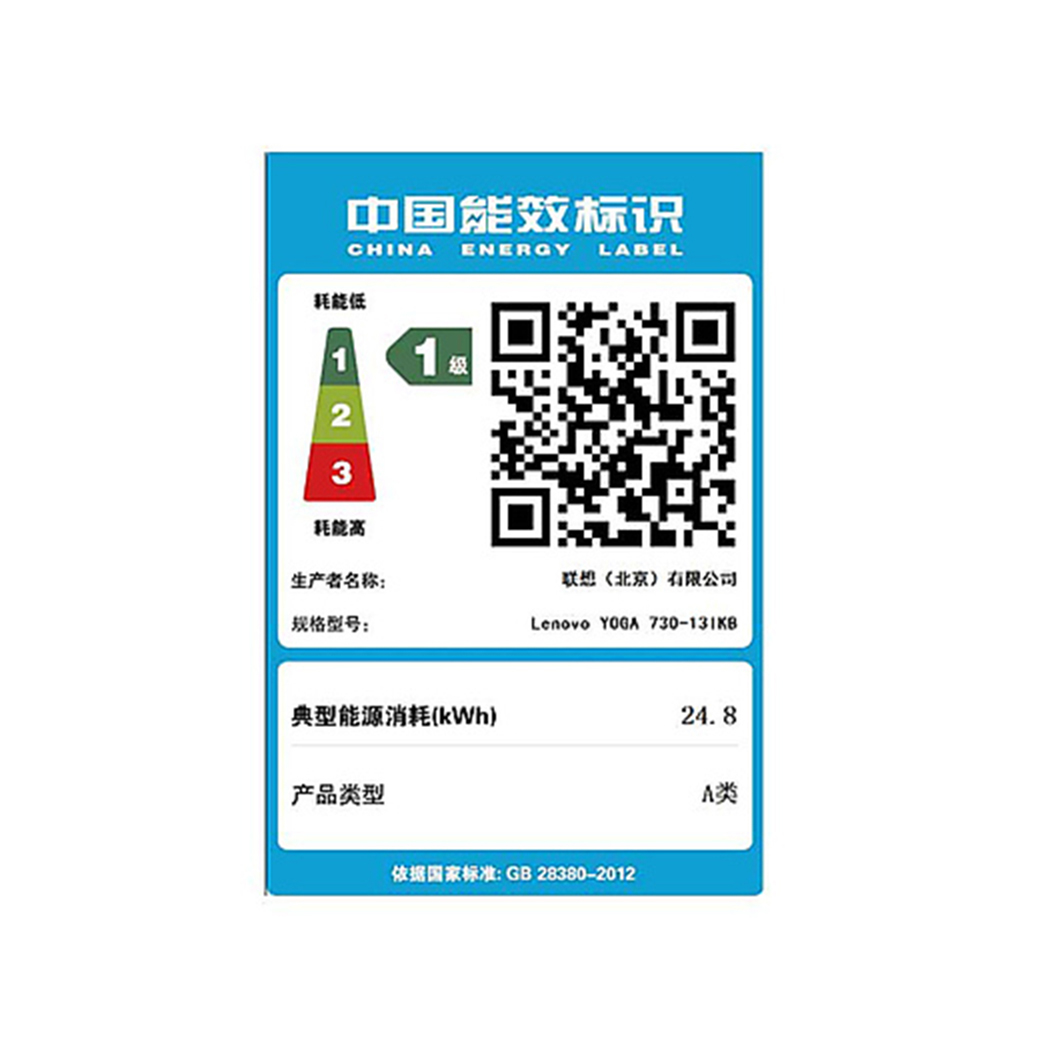 中国能效标识
CHINA ENERGY LABEL
耗能低
1
1级
2
3
耗能高
生产者名称: 联想（北京）有限公司
规格型号: Lenovo YOGA 730-13IKB
典型能源消耗(kWh) 24.8
产品类型 A类
依据国家标准: GB 28380-2012